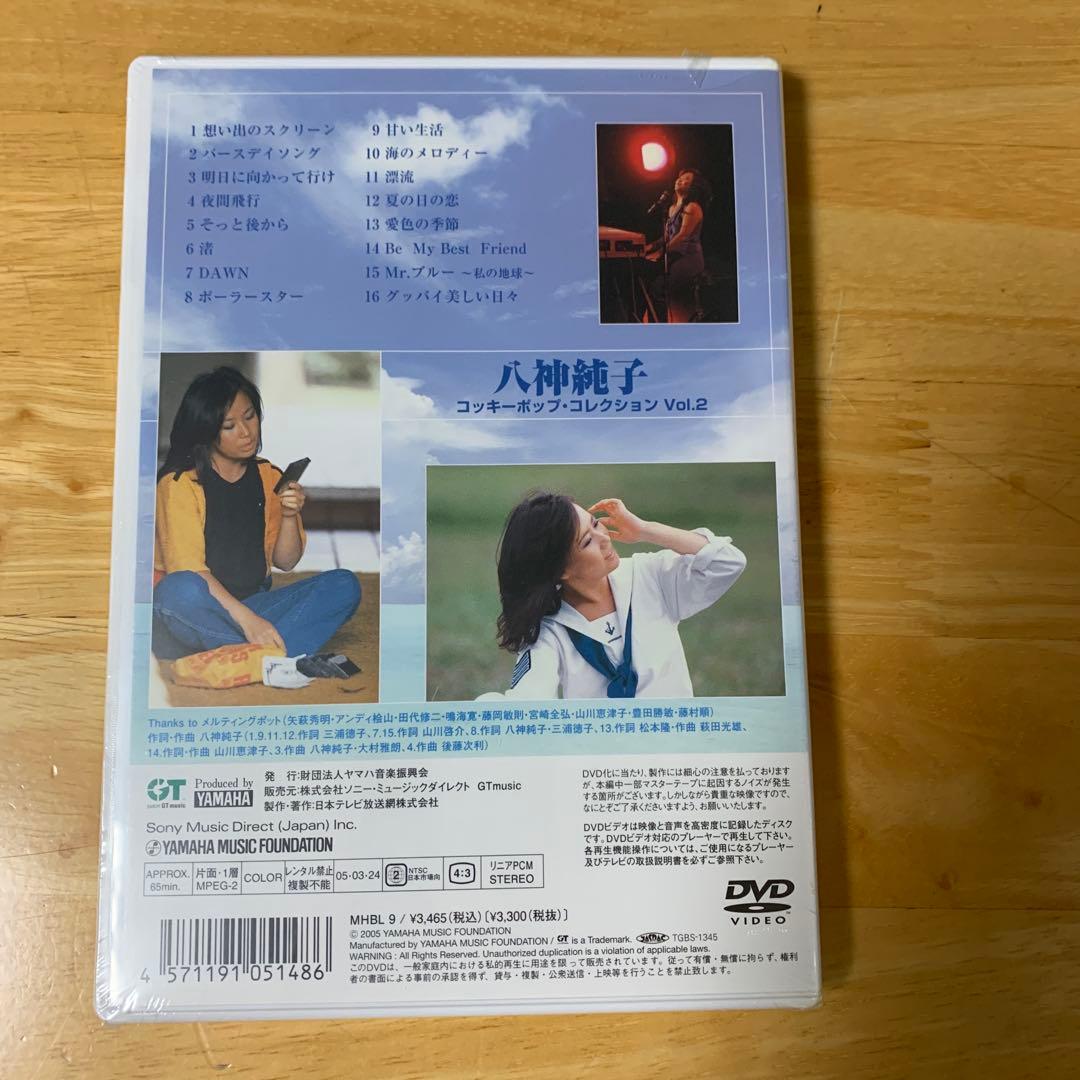 1 想い出のスクリーン
2 バースデイソング
3 明日に向かって行け
4 夜間飛行
5 そっと後から
6 渚
7 DAWN
8 ポーラースター
9 甘い生活
10 海のメロディー
11 漂流
12 夏の日の恋
13 愛色の季節
14 Be My Best Friend
15 Mr.ブルー ～私の地球～
16 グッバイ美しい日々
八神純子
コッキーポップ・コレクション Vol.2
Thanks to メルティングポット(矢萩秀明・アンディ桧山・田代修二・鳴海寛・藤岡敏則・宮崎全弘・山川恵津子・豊田勝敏・藤村順)
作詞・作曲 八神純子(1.9.11.12.作詞 三浦徳子、7.15.作詞 山川啓介、8.作詞 八神純子・三浦徳子、13.作詞 松本隆・作曲 萩田光雄、
14.作詞・作曲 山川恵津子、3.作曲 八神純子・大村雅朗、4.作曲 後藤次利)
GT
GTmusic
Produced by
YAMAHA
発 行:財団法人ヤマハ音楽振興会
販売元:株式会社ソニー・ミュージックダイレクト GTmusic
製作・著作:日本テレビ放送網株式会社
Sony Music Direct (Japan) Inc.
YAMAHA MUSIC FOUNDATION
DVD化に当たり、製作には細心の注意を払っておりますが、本編中一部マスターテープに起因するノイズが発生する箇所がございます。しかしながら貴重な映像ですので、なにとぞご了承くださいますよう、お願いいたします。
DVDビデオは映像と音声を高密度に記録したディスクです。DVDビデオ対応のプレーヤーで再生して下さい。各再生機能操作については、ご使用になるプレーヤー及びテレビの取扱説明書を必ずご参照下さい。
APPROX. 65min.
片面・1層 MPEG-2
COLOR
レンタル禁止 複製不能
05・03・24
2 NTSC 日本市場向
4:3
リニアPCM STEREO
DVD
VIDEO
MHBL 9 / ¥3,465(税込)[¥3,300(税抜)]
© 2005 YAMAHA MUSIC FOUNDATION
Manufactured by YAMAHA MUSIC FOUNDATION / GT is a Trademark. TGBS-1345
WARNING : All Rights Reserved. Unauthorized duplication is a violation of applicable laws.
このDVDは、一般家庭内における私的再生に用途を限って販売されています。従って有償・無償に拘らず、権利
者の書面による事前の承諾を得ず、貸与・複製・公衆送信・上映等を行うことを禁止致します。
4 571191 051486